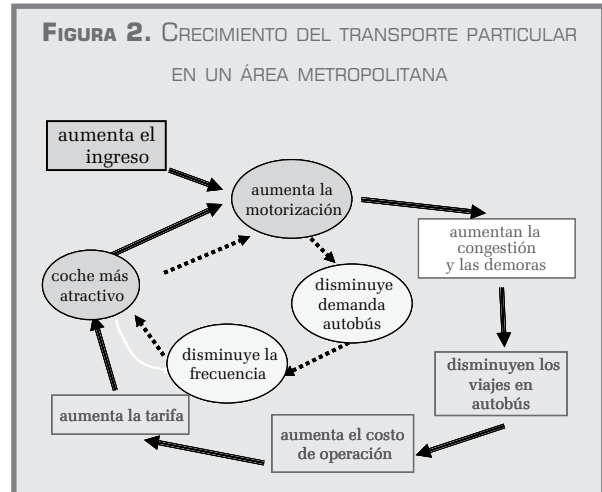 FIGURA 2. CRECIMIENTO DEL TRANSPORTE PARTICULAR
EN UN ÁREA METROPOLITANA
aumenta el
ingreso
aumenta la
motorización
aumentan la
congestión
y las demoras
coche más
atractivo
disminuye
demanda
autobús
disminuye la
frecuencia
disminuyen los
viajes en
autobús
aumenta la tarifa
aumenta el costo
de operación